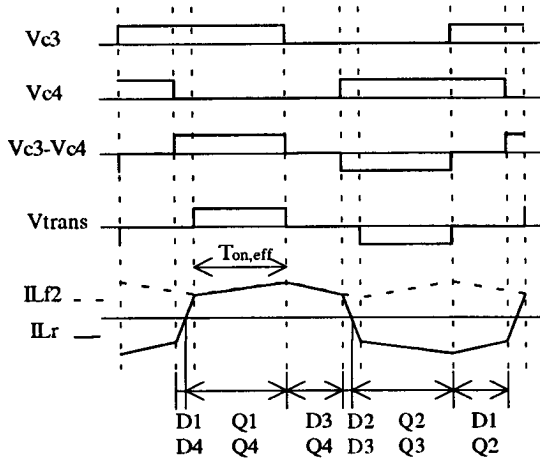 Vc3
Vc4
Vc3-Vc4
Vtrans
Ton,eff
ILf2
ILr
D1 Q1 D3 D2 Q2 D1
D4 Q4 Q4 D3 Q3 Q2